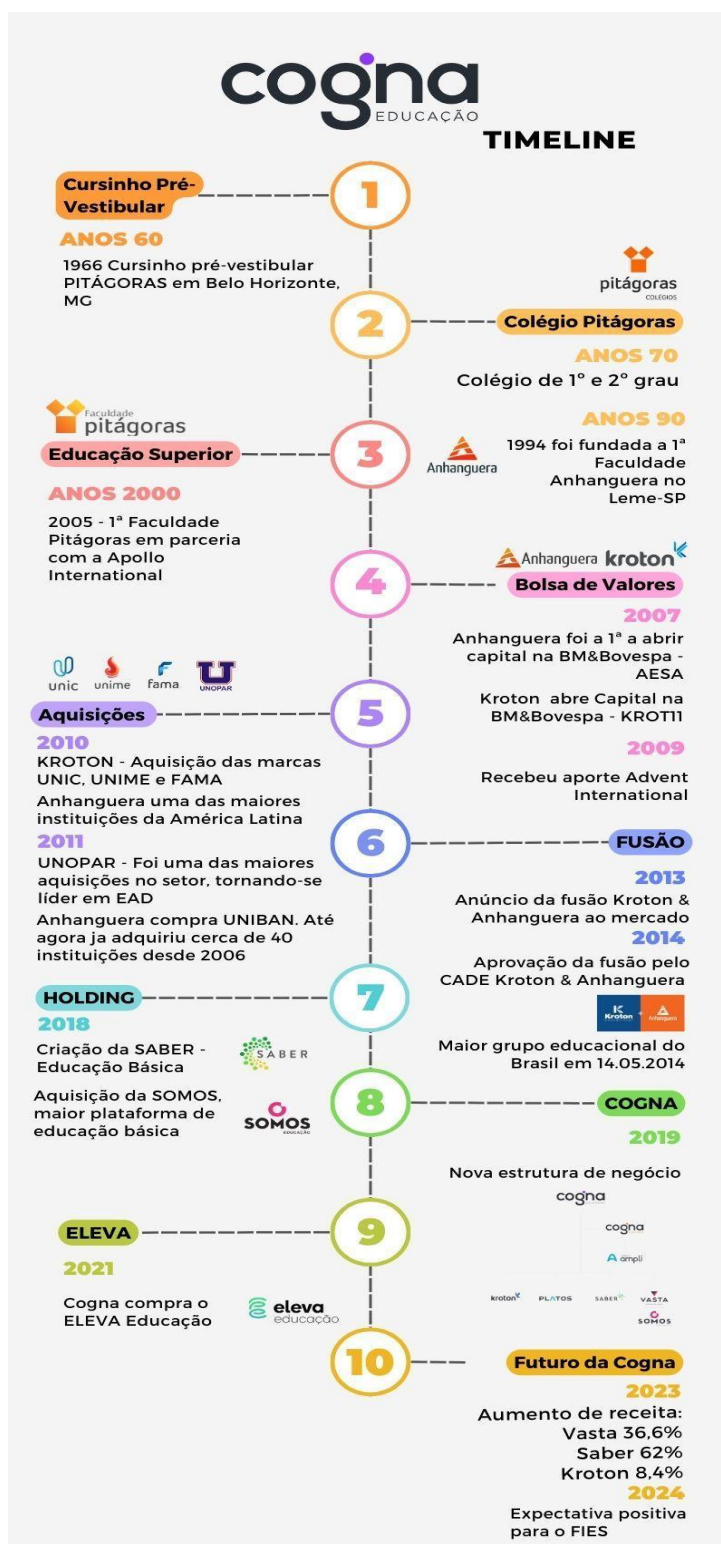 cogna
EDUCAÇÃO
TIMELINE
1
Cursinho Pré-
Vestibular
ANOS 60
1966 Cursinho pré-vestibular
PITÁGORAS em Belo Horizonte,
MG
pitágoras
COLÉGIOS
2
Colégio Pitágoras
ANOS 70
Colégio de 1º e 2º grau
ANOS 90
Anhanguera
1994 foi fundada a 1ª
Faculdade
Anhanguera no
Leme-SP
Faculdade
pitágoras
3
Educação Superior
ANOS 2000
2005 - 1ª Faculdade
Pitágoras em parceria
com a Apollo
International
Anhanguera kroton
4
Bolsa de Valores
2007
Anhanguera foi a 1ª a abrir
capital na BM&Bovespa -
AESA
Kroton abre Capital na
BM&Bovespa - KROT11
2009
Recebeu aporte Advent
International
unic unime fama UNOPAR
5
Aquisições
2010
KROTON - Aquisição das marcas
UNIC, UNIME e FAMA
Anhanguera uma das maiores
instituições da América Latina
2011
UNOPAR - Foi uma das maiores
aquisições no setor, tornando-se
líder em EAD
Anhanguera compra UNIBAN. Até
agora ja adquiriu cerca de 40
instituições desde 2006
6
FUSÃO
2013
Anúncio da fusão Kroton &
Anhanguera ao mercado
2014
Aprovação da fusão pelo
CADE Kroton & Anhanguera
Kroton Anhanguera
Maior grupo educacional do
Brasil em 14.05.2014
7
HOLDING
2018
Criação da SABER -
Educação Básica
SABER
Aquisição da SOMOS,
maior plataforma de
educação básica
SOMOS
EDUCAÇÃO
8
COGNA
2019
Nova estrutura de negócio
cogna
cogna
ampli
kroton PLATOS SABER VASTA
SOMOS
9
ELEVA
2021
Cogna compra o
ELEVA Educação
eleva
educação
10
Futuro da Cogna
2023
Aumento de receita:
Vasta 36,6%
Saber 62%
Kroton 8,4%
2024
Expectativa positiva
para o FIES